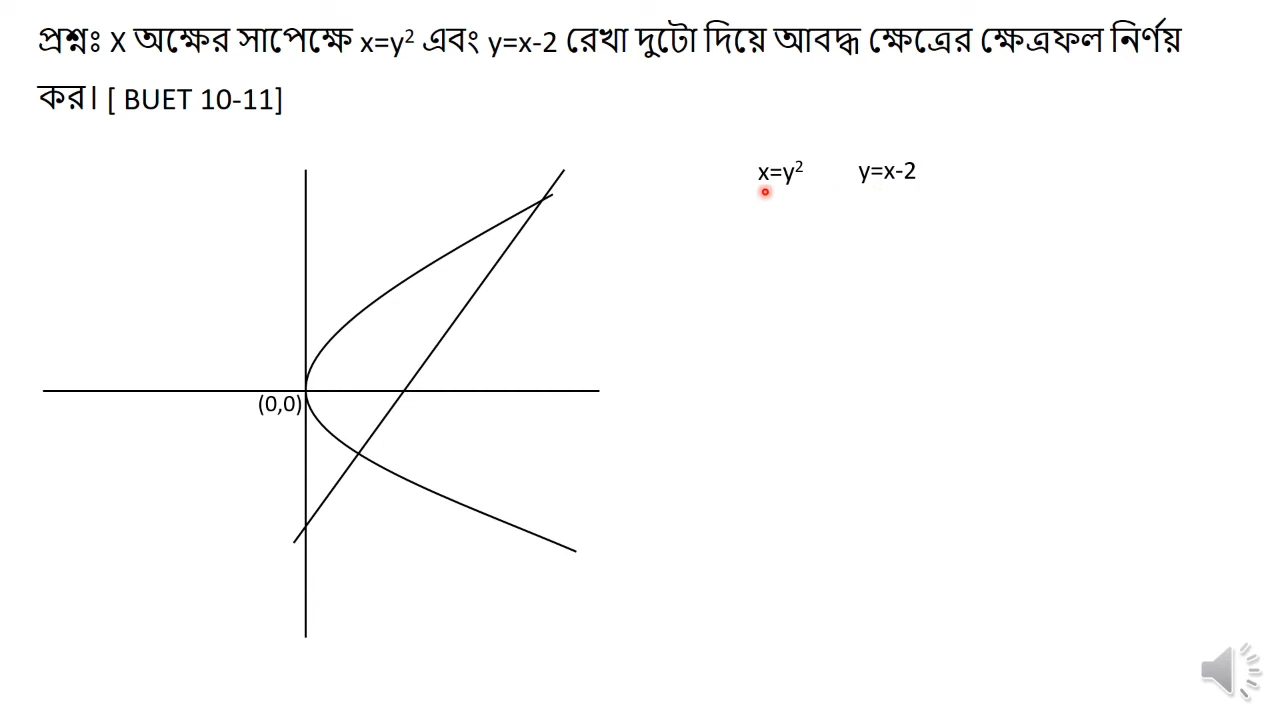 প্রশ্নঃ X অক্ষের সাপেক্ষে x=y² এবং y=x-2 রেখা দুটো দিয়ে আবদ্ধ ক্ষেত্রের ক্ষেত্রফল নির্ণয়
কর। [ BUET 10-11]
x=y² y=x-2
(0,0)